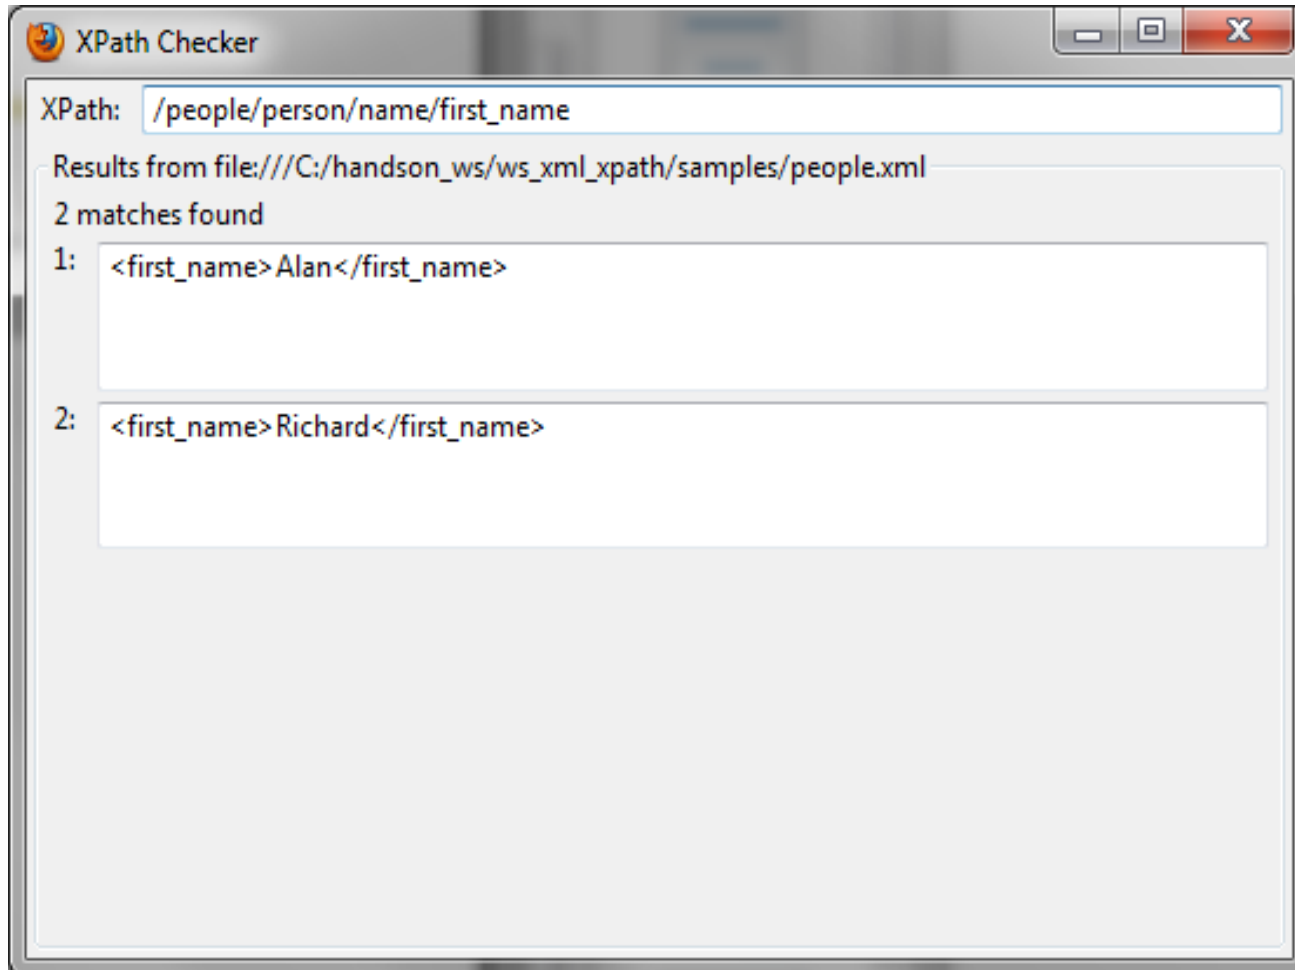 XPath Checker
XPath: /people/person/name/first_name
Results from file:///C:/handson_ws/ws_xml_xpath/samples/people.xml
2 matches found
1: <first_name>Alan</first_name>
2: <first_name>Richard</first_name>